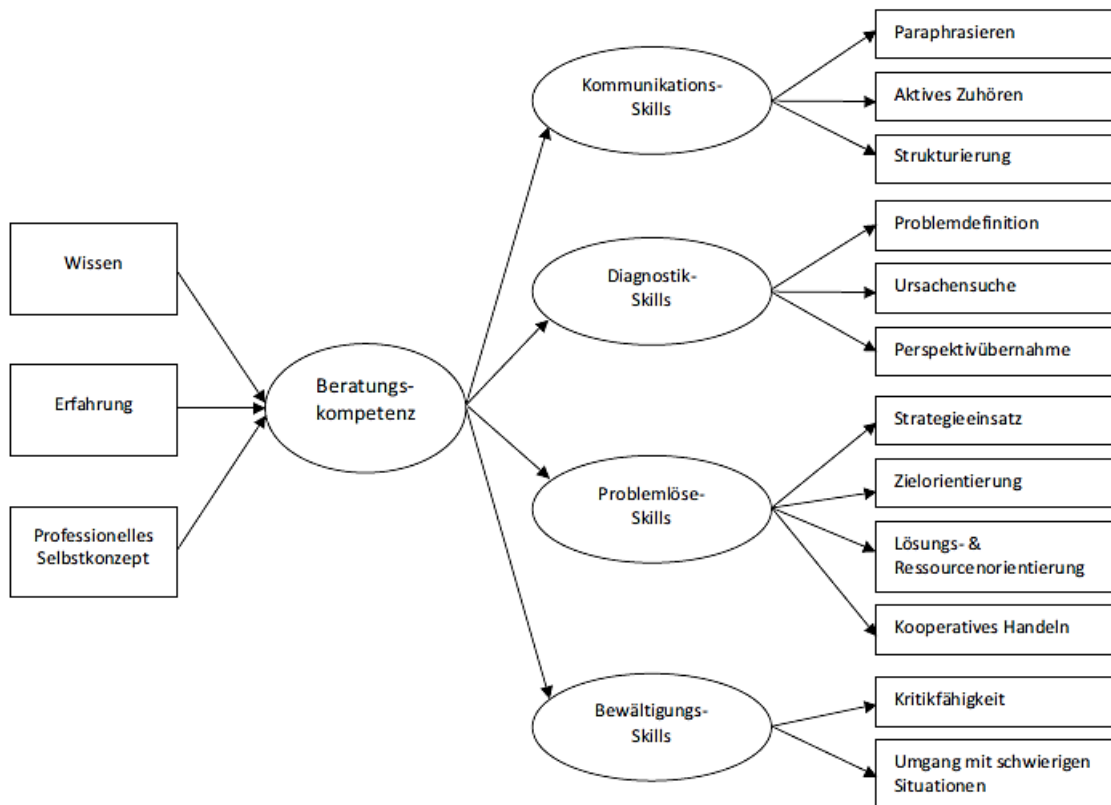 Wissen
Erfahrung
Professionelles
Selbstkonzept
Beratungs-
kompetenz
Kommunikations-
Skills
Paraphrasieren
Aktives Zuhören
Strukturierung
Diagnostik-
Skills
Problemdefinition
Ursachensuche
Perspektivübernahme
Problemlöse-
Skills
Strategieeinsatz
Zielorientierung
Lösungs- &
Ressourcenorientierung
Kooperatives Handeln
Bewältigungs-
Skills
Kritikfähigkeit
Umgang mit schwierigen
Situationen